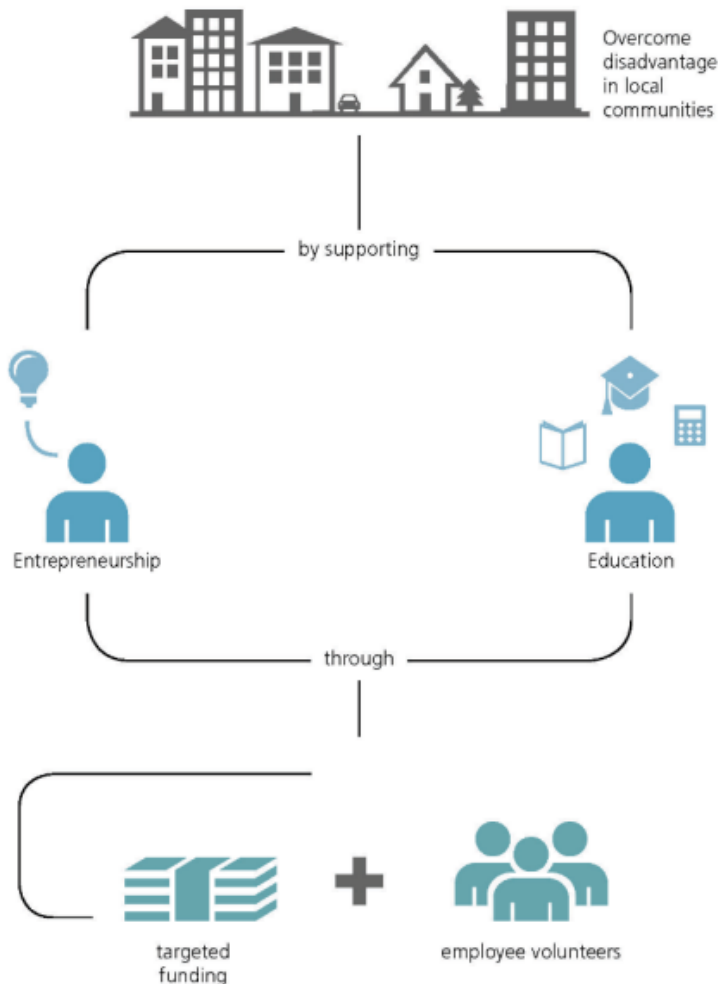 Overcome
disadvantage
in local
communities
by supporting
Entrepreneurship
Education
through
targeted
funding
employee volunteers